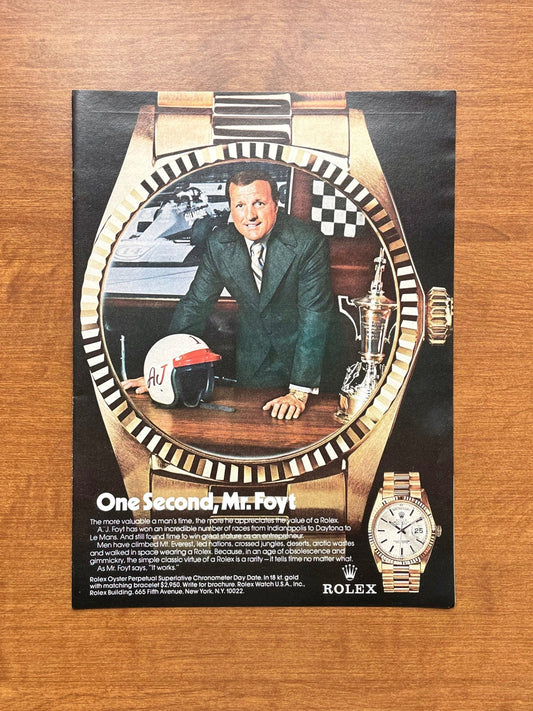 AJ
One Second, Mr. Foyt
The more valuable a man's time, the more he appreciates the value of a Rolex.
A. J. Foyt has won an incredible number of races from Indianapolis to Daytona to
Le Mans. And still found time to win great stature as an entrepreneur.
Men have climbed Mt. Everest, led nations, crossed jungles, deserts, arctic wastes
and walked in space wearing a Rolex. Because, in an age of obsolescence and
gimmickry, the simple classic virtue of a Rolex is a rarity—it tells time no matter what.
As Mr. Foyt says, "It works."
Rolex Oyster Perpetual Superlative Chronometer Day Date. In 18 kt. gold
with matching bracelet $2,950. Write for brochure. Rolex Watch U.S.A., Inc.,
Rolex Building, 665 Fifth Avenue, New York, N.Y. 10022.
ROLEX